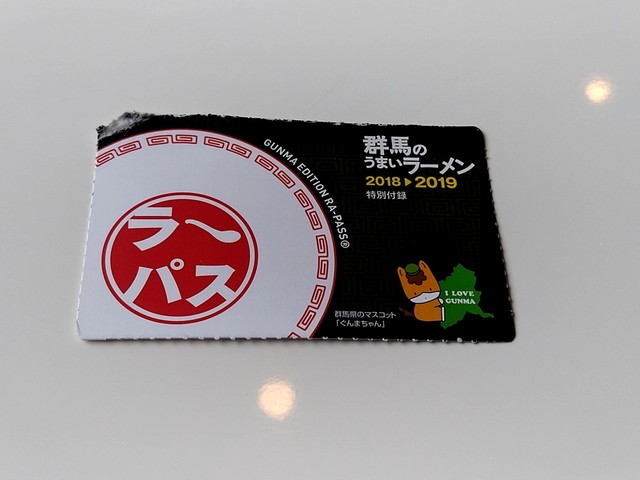 ラ〜
パス
GUNMA EDITION RA-PASS®
群馬の
うまいラーメン
2018▶2019
特別付録
I LOVE
GUNMA
群馬県のマスコット
「ぐんまちゃん」